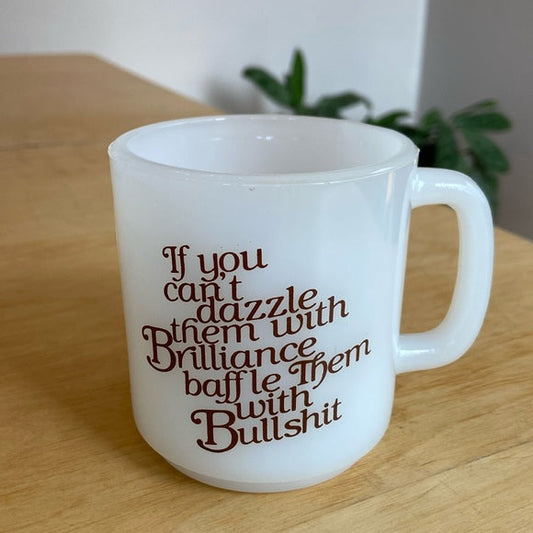 If you
can't
dazzle
them with
Brilliance
baffle Them
with
Bullshit